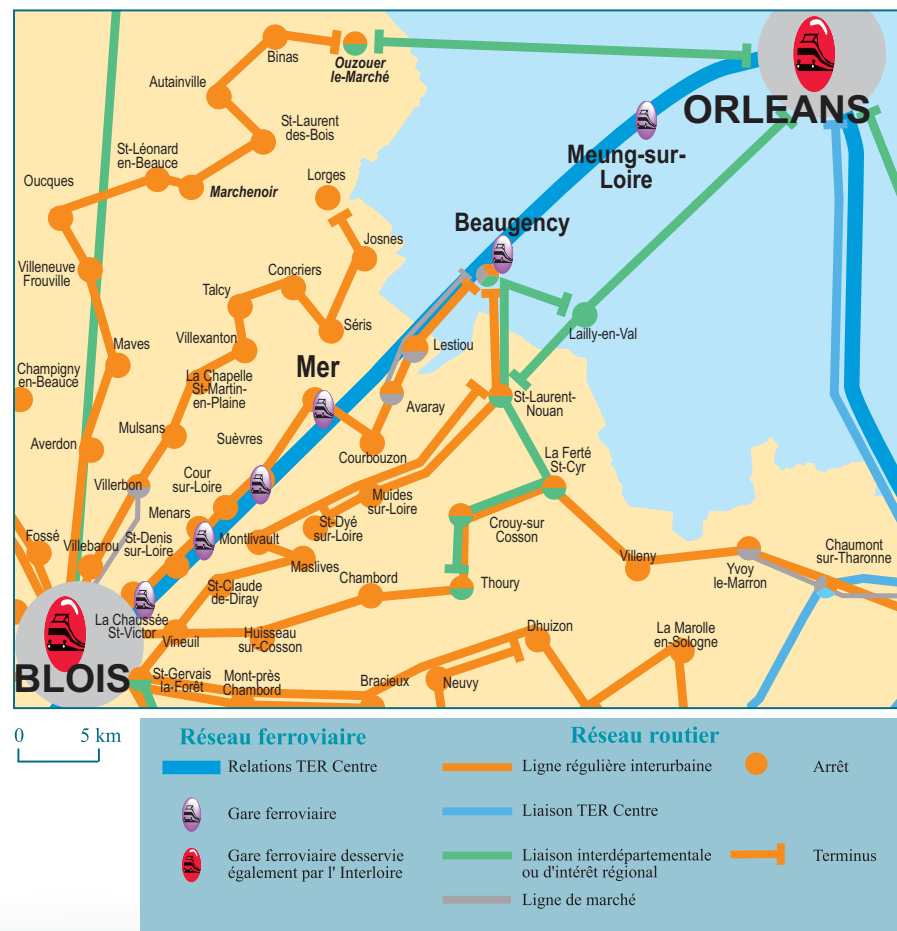 Binas
Ouzouer
le-Marché
ORLEANS
Autainville
St-Laurent
des-Bois
St-Léonard
en-Beauce
Meung-sur-
Loire
Oucques
Marchenoir
Lorges
Beaugency
Josnes
Villeneuve
Frouville
Concriers
Talcy
Séris
Lailly-en-Val
Villexanton
Lestiou
Maves
Mer
Champigny
en-Beauce
La Chapelle
St-Martin-
en-Plaine
Avaray
St-Laurent-
Nouan
Mulsans
Suèvres
Averdon
Courbouzon
La Ferté
St-Cyr
Cour
sur-Loire
Villerbon
Muides
sur-Loire
Menars
St-Dyé
sur-Loire
Crouy-sur
Cosson
Fossé
Villebarou
St-Denis
sur-Loire
Montlivault
Villeny
Yvoy
le-Marron
Chaumont
sur-Tharonne
Maslives
Chambord
Thoury
St-Claude
de-Diray
La Chaussée
St-Victor
Vineuil
Huisseau
sur-Cosson
Dhuizon
La Marolle
en-Sologne
BLOIS
St-Gervais
la-Forêt
Mont-près
Chambord
Bracieux
Neuvy
0 5 km
Réseau ferroviaire
Relations TER Centre
Gare ferroviaire
Gare ferroviaire desservie
également par l' Interloire
Réseau routier
Ligne régulière interurbaine
Arrêt
Liaison TER Centre
Liaison interdépartementale
ou d'intérêt régional
Terminus
Ligne de marché